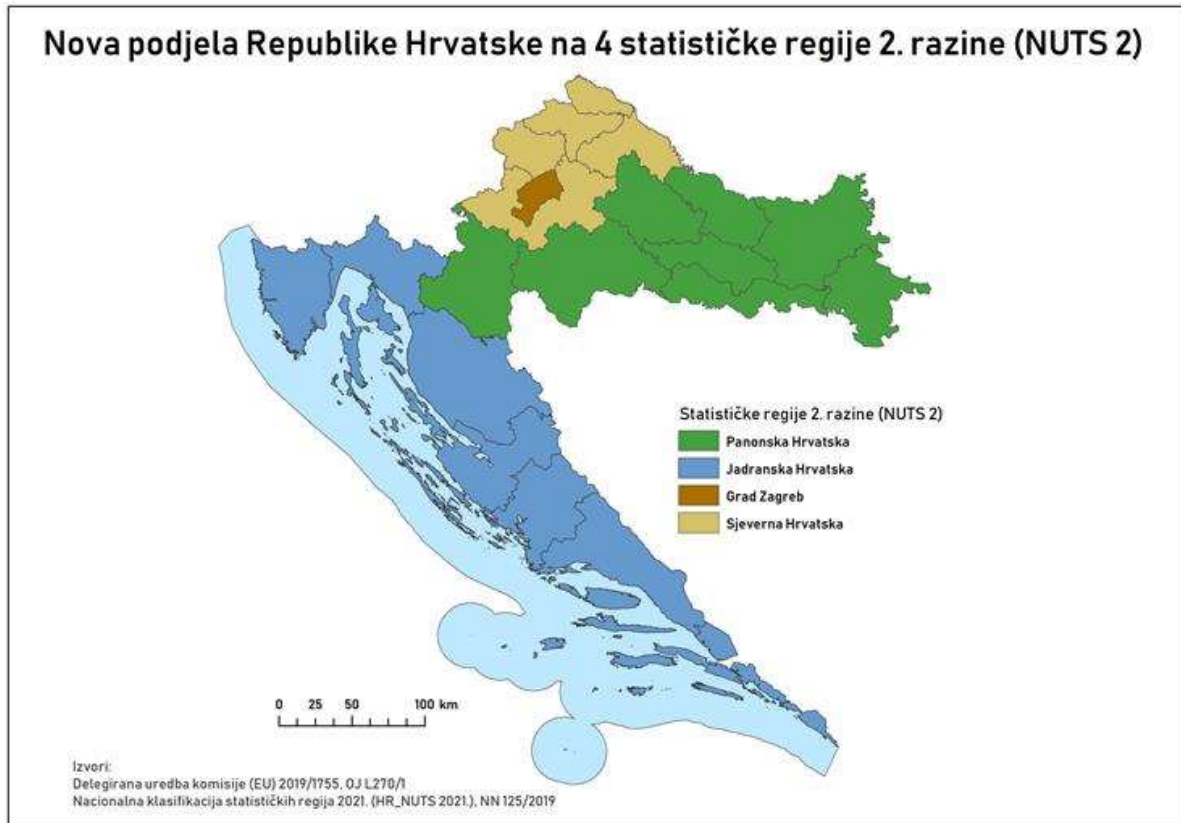 Nova podjela Republike Hrvatske na 4 statističke regije 2. razine (NUTS 2)
Statističke regije 2. razine (NUTS 2)
Panonska Hrvatska
Jadranska Hrvatska
Grad Zagreb
Sjeverna Hrvatska
0 25 50 100 km
Izvori:
Delegirana uredba komisije (EU) 2019/1755, OJ L270/1
Nacionalna klasifikacija statističkih regija 2021. (HR_NUTS 2021.), NN 125/2019